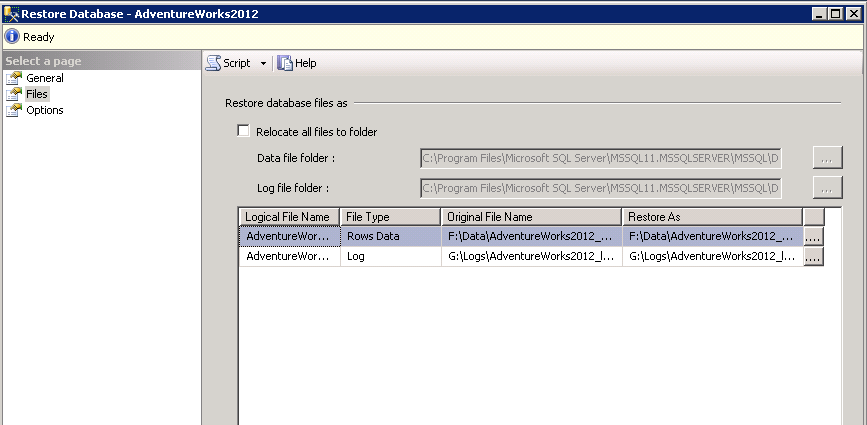 Restore Database - AdventureWorks2012
Ready
Select a page
General
Files
Options
Script Help
Restore database files as
Relocate all files to folder
Data file folder : C:\Program Files\Microsoft SQL Server\MSSQL11.MSSQLSERVER\MSSQL\D ...
Log file folder : C:\Program Files\Microsoft SQL Server\MSSQL11.MSSQLSERVER\MSSQL\D ...
Logical File Name File Type Original File Name Restore As
AdventureWor... Rows Data F:\Data\AdventureWorks2012_... F:\Data\AdventureWorks2012_... ....
AdventureWor... Log G:\Logs\AdventureWorks2012_l... G:\Logs\AdventureWorks2012_l... ....